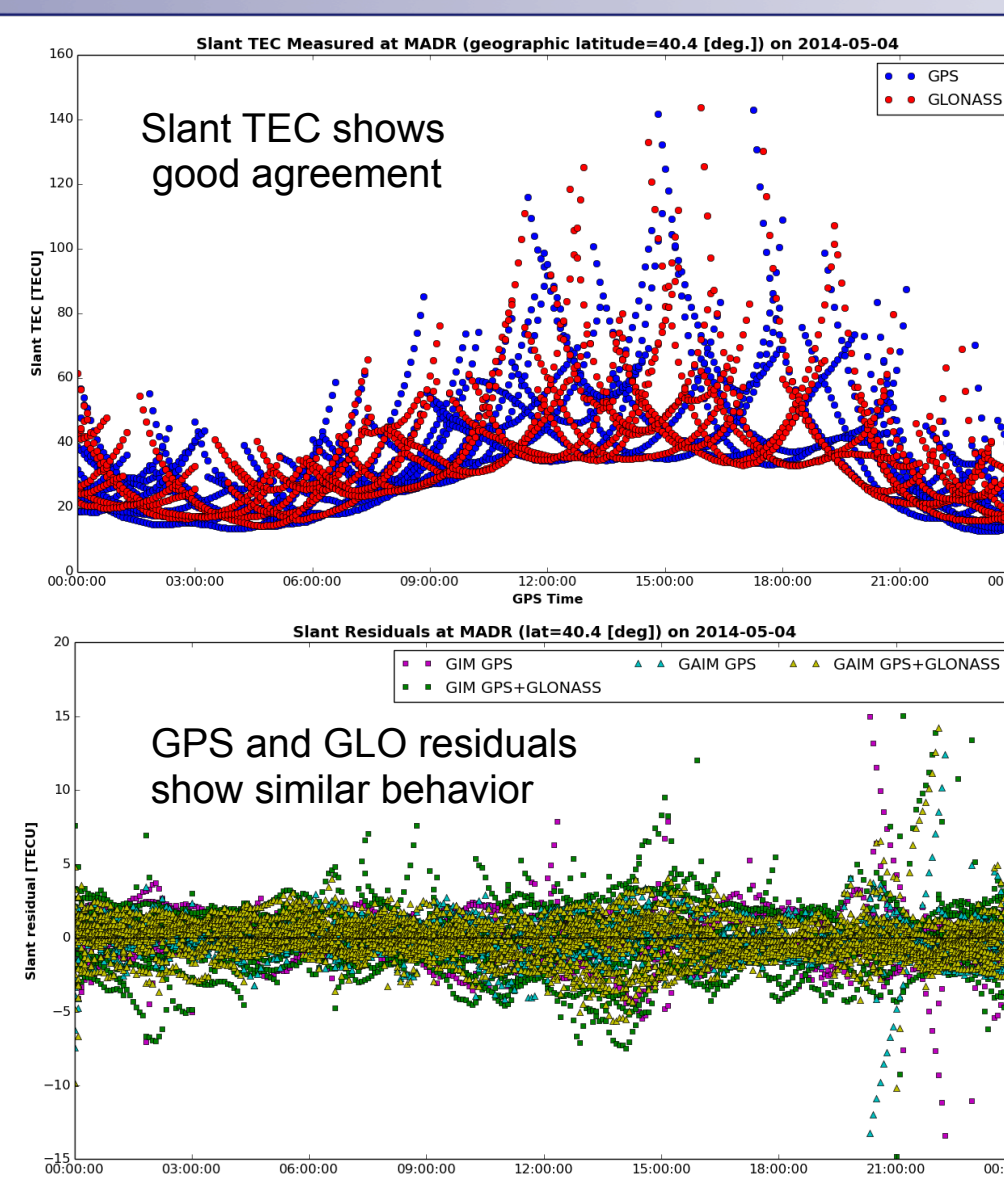 Slant TEC Measured at MADR (geographic latitude=40.4 [deg.]) on 2014-05-04
160
140
120
100
80
60
40
20
0
Slant TEC [TECU]
GPS
GLONASS
Slant TEC shows
good agreement
00:00:00 03:00:00 06:00:00 09:00:00 12:00:00 15:00:00 18:00:00 21:00:00 00
GPS Time
Slant Residuals at MADR (lat=40.4 [deg]) on 2014-05-04
20
15
10
5
0
−5
−10
−15
Slant residual [TECU]
GIM GPS GAIM GPS GAIM GPS+GLONASS
GIM GPS+GLONASS
GPS and GLO residuals
show similar behavior
00:00:00 03:00:00 06:00:00 09:00:00 12:00:00 15:00:00 18:00:00 21:00:00 00: